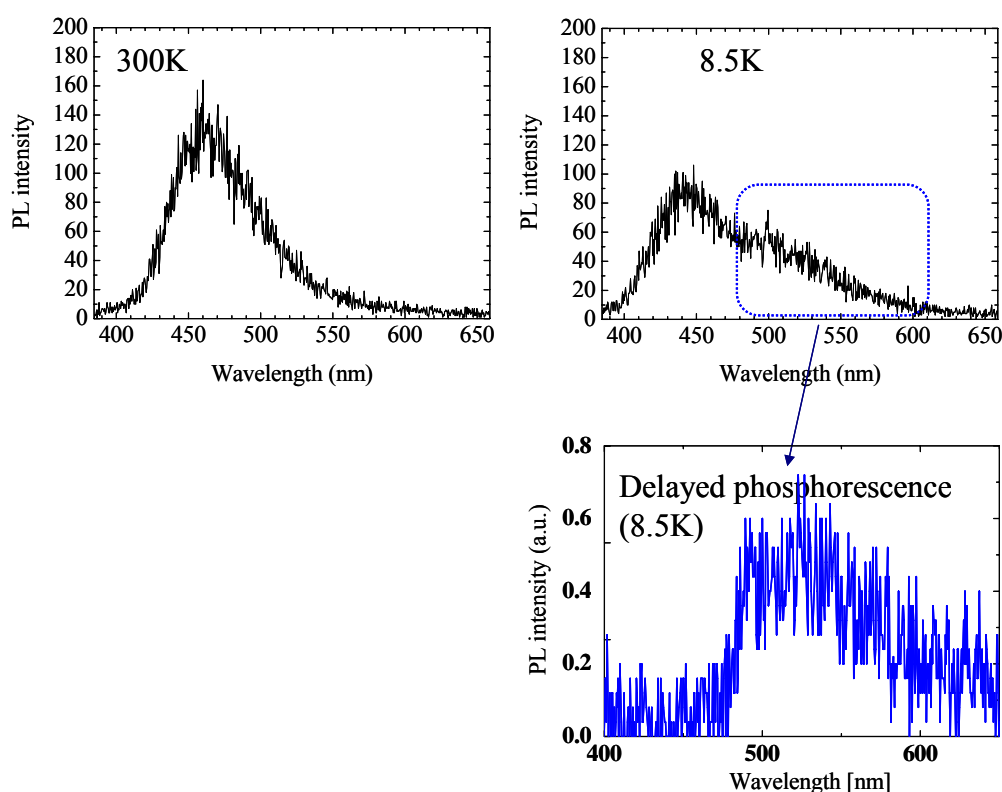 300K
200
180
160
140
120
100
80
60
40
20
0
PL intensity
400 450 500 550 600 650
Wavelength (nm)
8.5K
200
180
160
140
120
100
80
60
40
20
0
PL intensity
400 450 500 550 600 650
Wavelength (nm)
Delayed phosphorescence
(8.5K)
0.8
0.6
0.4
0.2
0.0
PL intensity (a.u.)
400 500 600
Wavelength [nm]